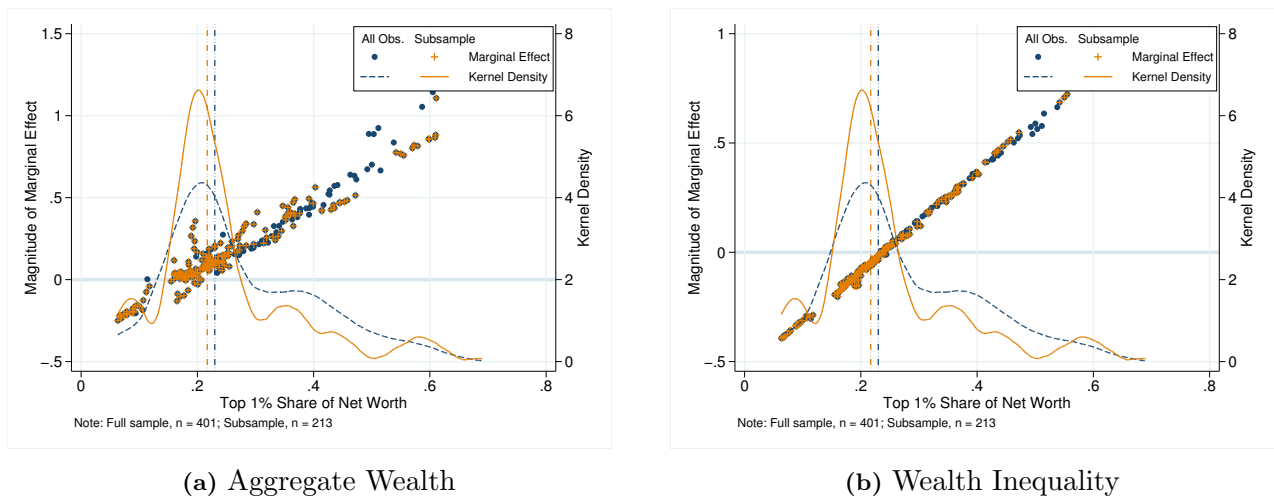 All Obs. Subsample
Marginal Effect
Kernel Density
Magnitude of Marginal Effect
1.5
1
.5
0
-.5
Kernel Density
8
6
4
2
0
0 .2 .4 .6 .8
Top 1% Share of Net Worth
Note: Full sample, n = 401; Subsample, n = 213
(a) Aggregate Wealth
All Obs. Subsample
Marginal Effect
Kernel Density
Magnitude of Marginal Effect
1
.5
0
-.5
Kernel Density
8
6
4
2
0
0 .2 .4 .6 .8
Top 1% Share of Net Worth
Note: Full sample, n = 401; Subsample, n = 213
(b) Wealth Inequality